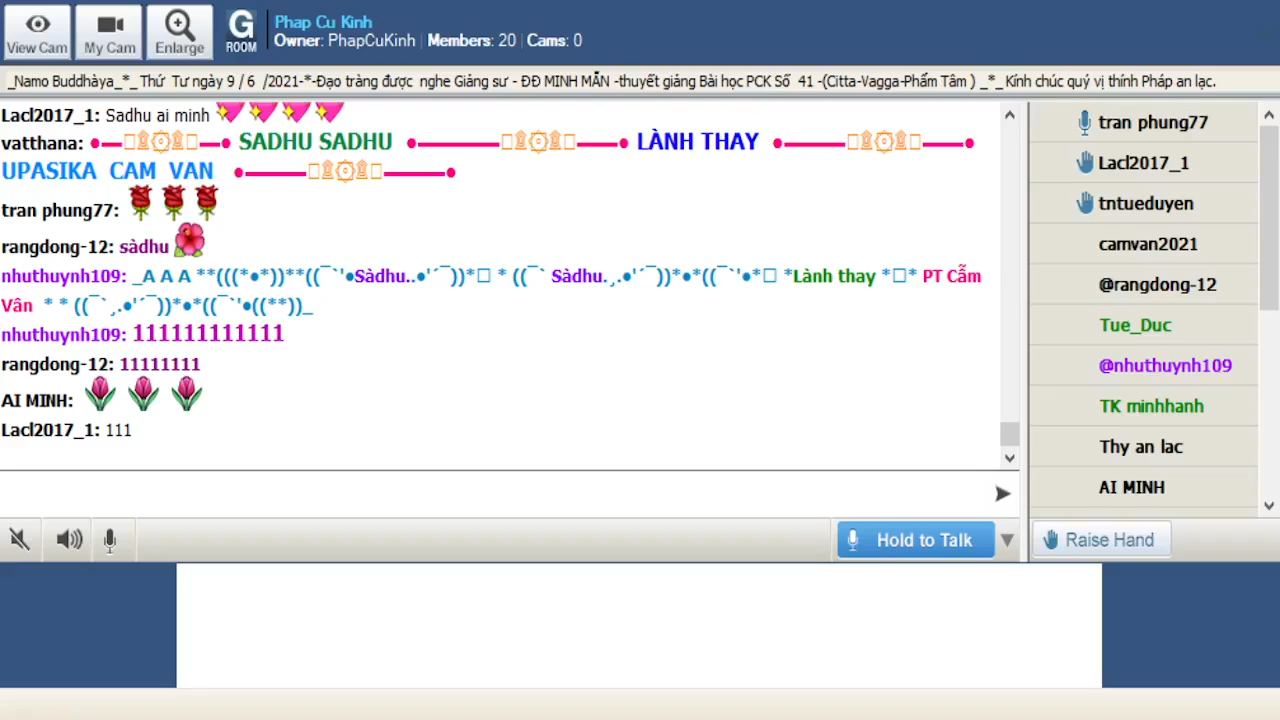 View Cam
My Cam
Enlarge
G
ROOM
Phap Cu Kinh
Owner: PhapCuKinh | Members: 20 | Cams: 0
_Namo Buddhàya_*_ Thứ Tư ngày 9 / 6 /2021-*-Đạo tràng được nghe Giảng sư - ĐĐ MINH MẪN -thuyết giảng Bài học PCK Số 41 -(Citta-Vagga-Phẩm Tâm ) _*_ Kính chúc quý vị thính Pháp an lạc.
Lacl2017_1: Sadhu ai minh
vatthana: SADHU SADHU LÀNH THAY
UPASIKA CAM VAN
tran phung77:
rangdong-12: sàdhu
nhuthuynh109: _A A A **(((*•*))**((¯`'•Sàdhu..•'´¯))*□ * ((¯` Sàdhu.¸.•'´¯))*•*((¯`'•*□ *Lành thay *□* PT Cẩm
Vân * * ((¯`¸.•'´¯))*•*((¯`'•((**))_
nhuthuynh109: 111111111111
rangdong-12: 11111111
AI MINH:
Lacl2017_1: 111
tran phung77
Lacl2017_1
tntueduyen
camvan2021
@rangdong-12
Tue_Duc
@nhuthuynh109
TK minhhanh
Thy an lac
AI MINH
Hold to Talk
Raise Hand